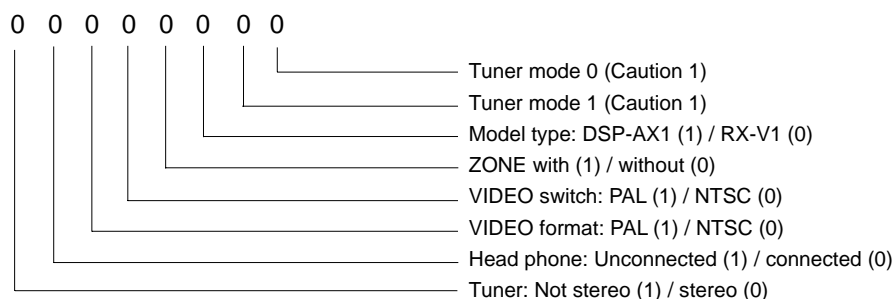 0 0 0 0 0 0 0 0
Tuner mode 0 (Caution 1)
Tuner mode 1 (Caution 1)
Model type: DSP-AX1 (1) / RX-V1 (0)
ZONE with (1) / without (0)
VIDEO switch: PAL (1) / NTSC (0)
VIDEO format: PAL (1) / NTSC (0)
Head phone: Unconnected (1) / connected (0)
Tuner: Not stereo (1) / stereo (0)